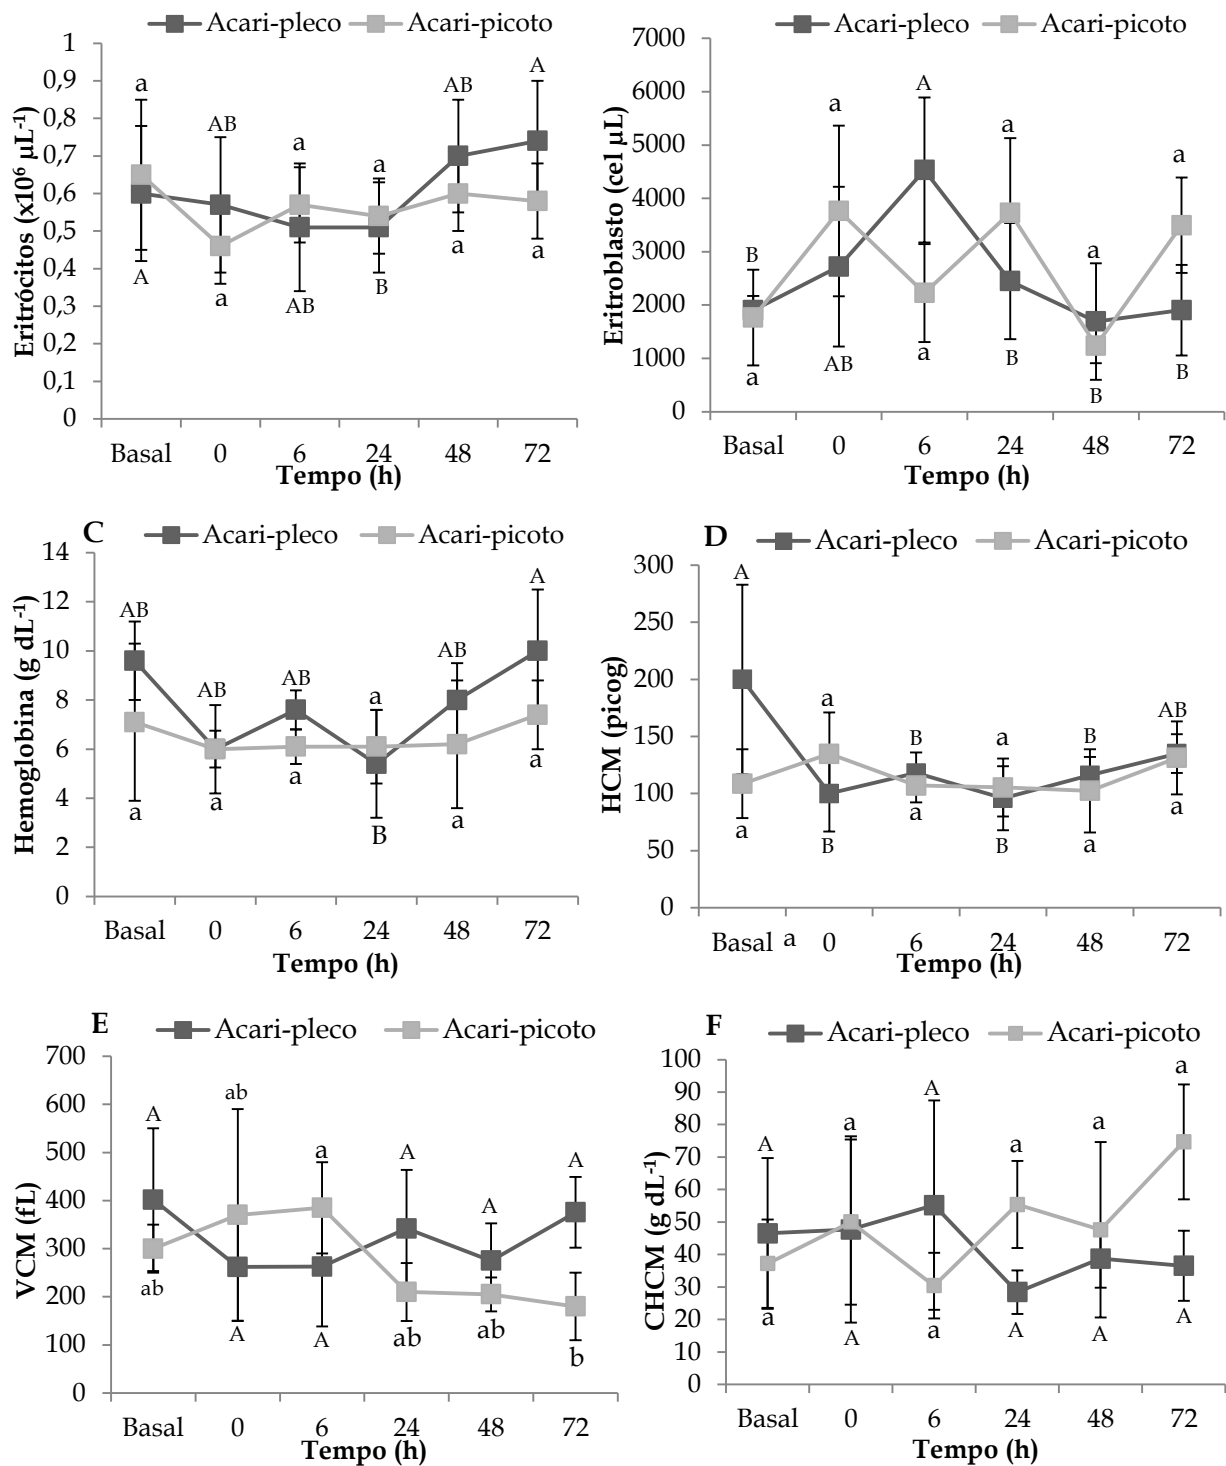 Acari-pleco Acari-picoto
Eritrócitos (x10⁶ µL⁻¹)
1
0,9
0,8
0,7
0,6
0,5
0,4
0,3
0,2
0,1
0
a AB a a AB A
A a AB B a a
Basal 0 6 24 48 72
Tempo (h)
Acari-pleco Acari-picoto
Eritroblasto (cel µL)
7000
6000
5000
4000
3000
2000
1000
0
B a A a a a
a AB a B B B
Basal 0 6 24 48 72
Tempo (h)
C Acari-pleco Acari-picoto
Hemoglobina (g dL⁻¹)
14
12
10
8
6
4
2
0
AB AB AB a AB A
a a a B a a
Basal 0 6 24 48 72
Tempo (h)
D Acari-pleco Acari-picoto
HCM (picog)
300
250
200
150
100
50
0
A a B a B AB
a B a B a a
Basal a 0 6 24 48 72
Tempo (h)
E Acari-pleco Acari-picoto
VCM (fL)
700
600
500
400
300
200
100
0
A ab a A A A
ab A A ab ab b
Basal 0 6 24 48 72
Tempo (h)
F Acari-pleco Acari-picoto
CHCM (g dL⁻¹)
100
90
80
70
60
50
40
30
20
10
0
A a A a a a
a A a A A A
Basal 0 6 24 48 72
Tempo (h)